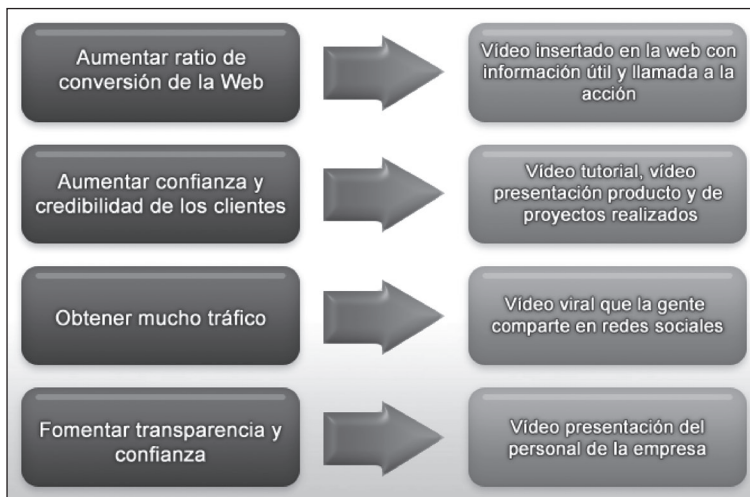 Aumentar ratio de
conversión de la Web
Vídeo insertado en la web con
información útil y llamada a la
acción
Aumentar confianza y
credibilidad de los clientes
Vídeo tutorial, vídeo
presentación producto y de
proyectos realizados
Obtener mucho tráfico
Vídeo viral que la gente
comparte en redes sociales
Fomentar transparencia y
confianza
Vídeo presentación del
personal de la empresa